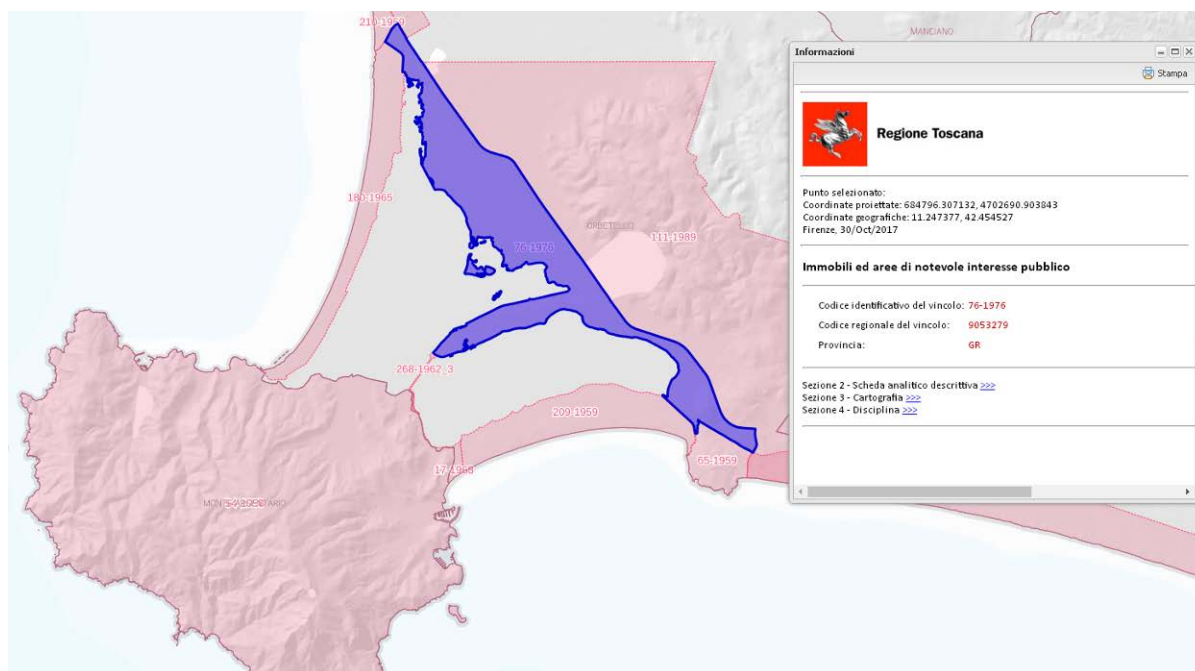 210-1959
MANCIANO
180-1965
ORBETELLO
111-1989
76-1976
268-1962_3
209-1959
17-1968
65-1959
Informazioni
Stampa
Regione Toscana
Punto selezionato:
Coordinate proiettate: 684796.307132, 4702690.903843
Coordinate geografiche: 11.247377, 42.454527
Firenze, 30/Oct/2017
Immobili ed aree di notevole interesse pubblico
Codice identificativo del vincolo: 76-1976
Codice regionale del vincolo: 9053279
Provincia: GR
Sezione 2 - Scheda analitico descrittiva >>>
Sezione 3 - Cartografia >>>
Sezione 4 - Disciplina >>>